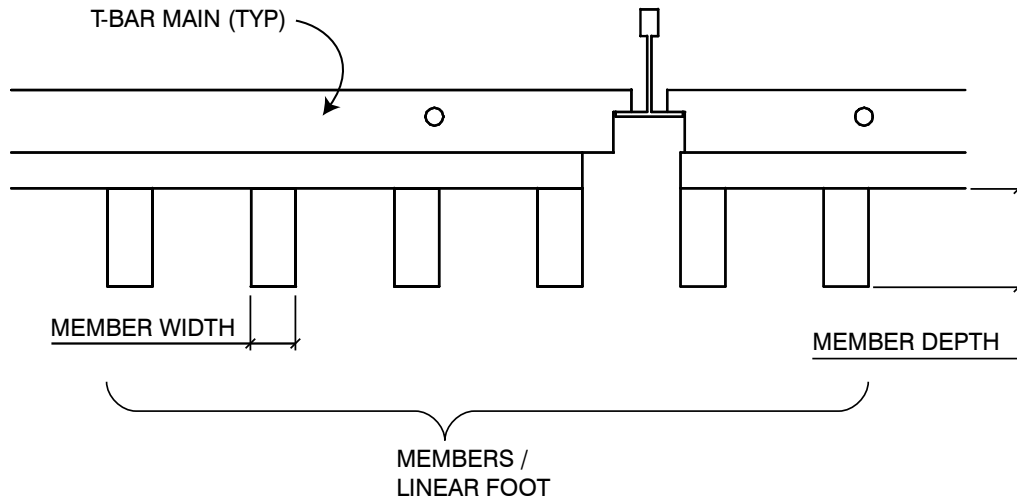 T-BAR MAIN (TYP)
MEMBER WIDTH
MEMBER DEPTH
MEMBERS /
LINEAR FOOT